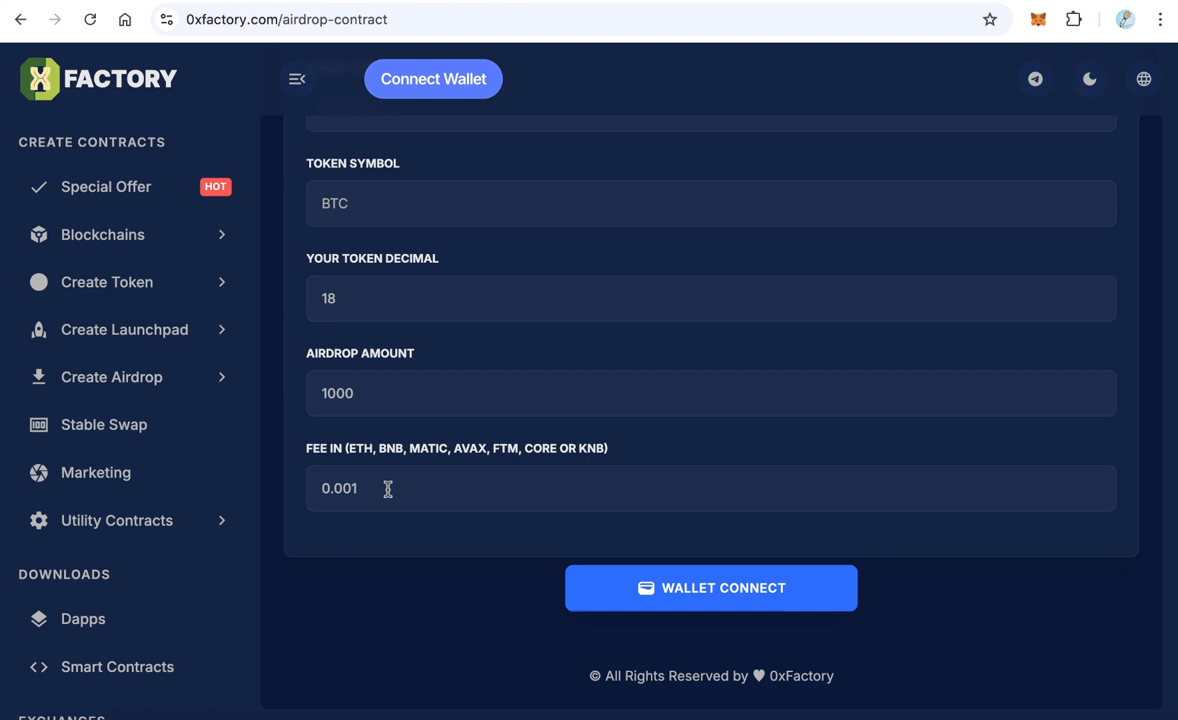 0xfactory.com/airdrop-contract
FACTORY
Connect Wallet
CREATE CONTRACTS
Special Offer
HOT
Blockchains
Create Token
Create Launchpad
Create Airdrop
Stable Swap
Marketing
Utility Contracts
DOWNLOADS
Dapps
Smart Contracts
TOKEN SYMBOL
BTC
YOUR TOKEN DECIMAL
18
AIRDROP AMOUNT
1000
FEE IN (ETH, BNB, MATIC, AVAX, FTM, CORE OR KNB)
0.001
WALLET CONNECT
© All Rights Reserved by 🖤 0xFactory